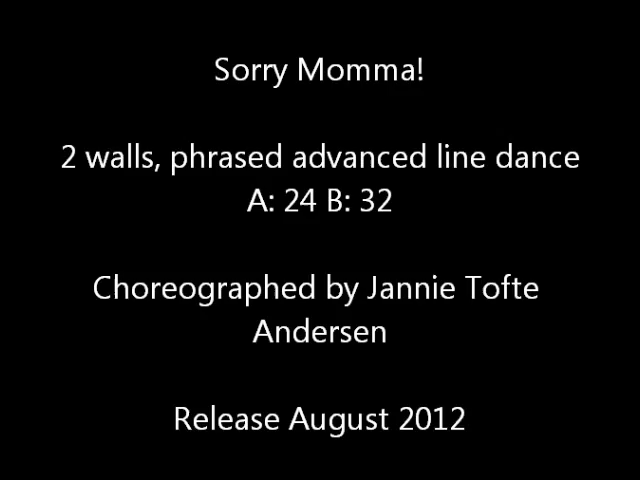 Sorry Momma!
2 walls, phrased advanced line dance
A: 24 B: 32
Choreographed by Jannie Tofte
Andersen
Release August 2012